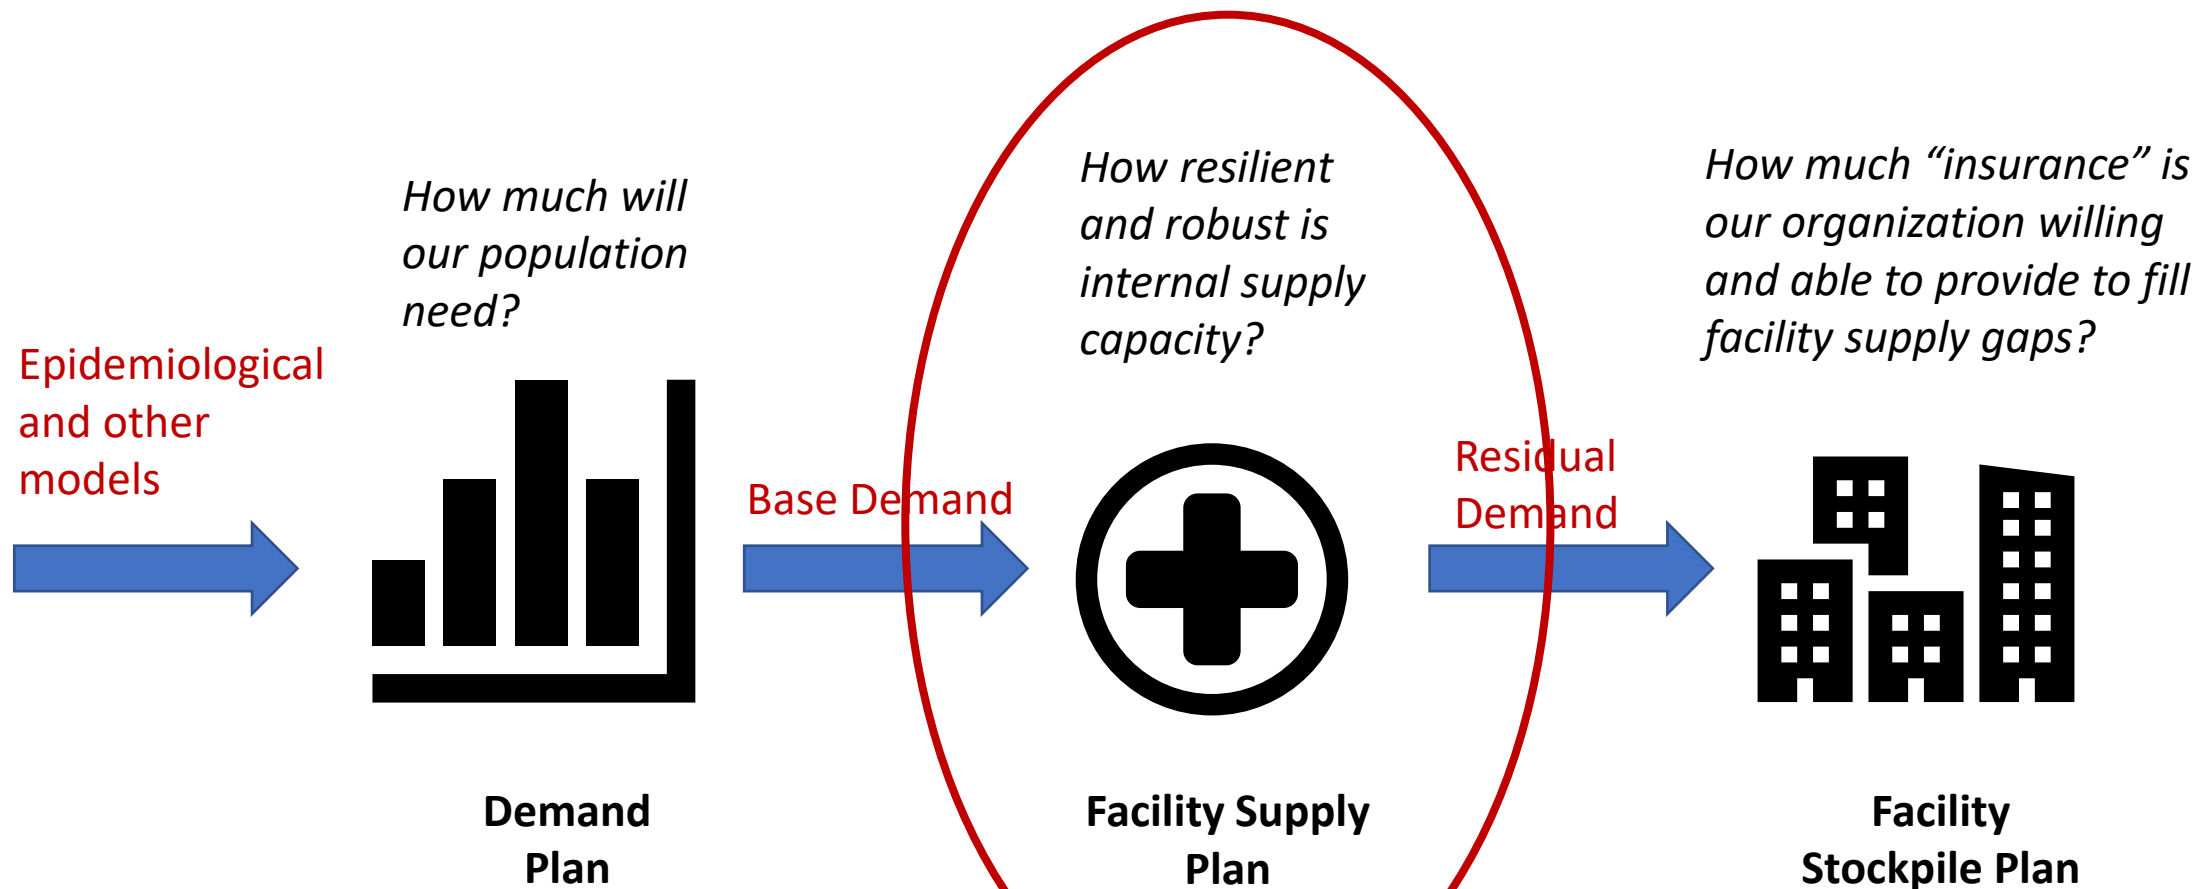 Epidemiological
and other
models
How much will
our population
need?
Demand
Plan
Base Demand
How resilient
and robust is
internal supply
capacity?
Facility Supply
Plan
Residual
Demand
How much “insurance” is
our organization willing
and able to provide to fill
facility supply gaps?
Facility
Stockpile Plan